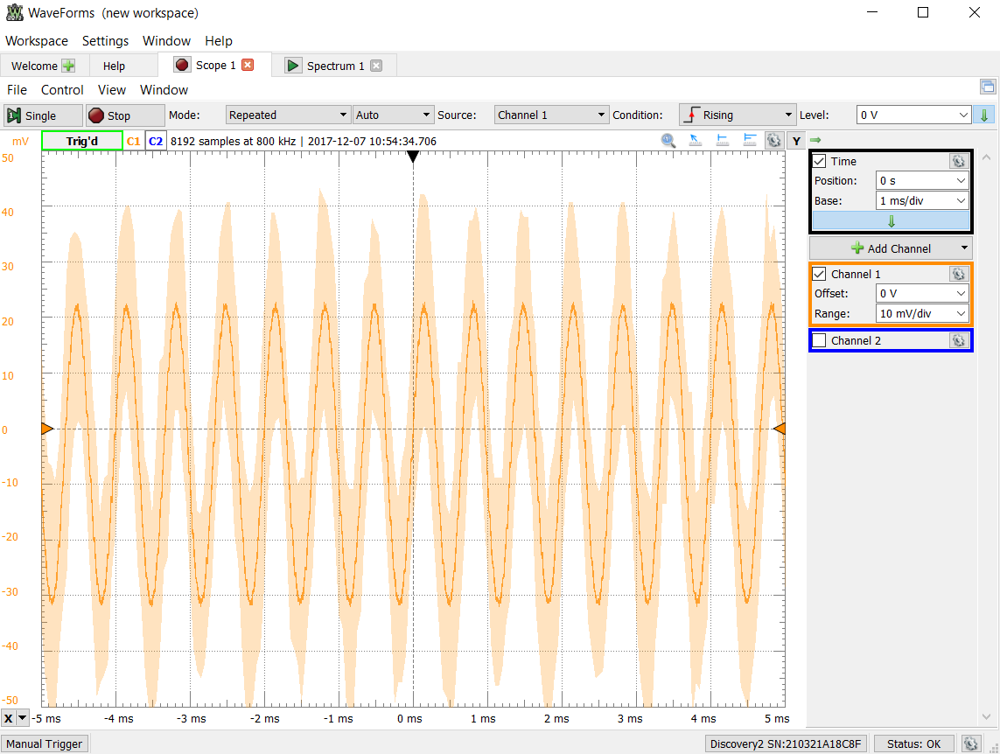 WaveForms (new workspace)
Workspace Settings Window Help
Welcome Help Scope 1 Spectrum 1
File Control View Window
Single Stop Mode: Repeated Auto Source: Channel 1 Condition: Rising Level: 0 V
mV Trig'd C1 C2 8192 samples at 800 kHz | 2017-12-07 10:54:34.706 Y
50
40
30
20
10
0
-10
-20
-30
-40
-50
X -5 ms -4 ms -3 ms -2 ms -1 ms 0 ms 1 ms 2 ms 3 ms 4 ms 5 ms
Time
Position: 0 s
Base: 1 ms/div
Add Channel
Channel 1
Offset: 0 V
Range: 10 mV/div
Channel 2
Manual Trigger Discovery2 SN:210321A18C8F Status: OK